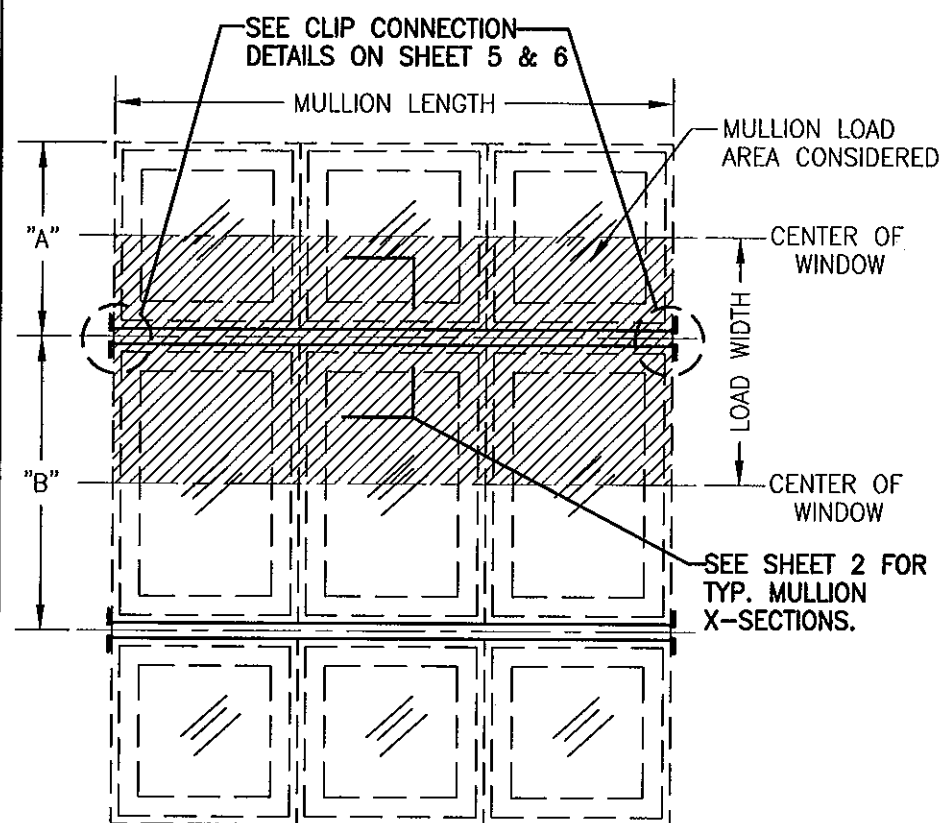 SEE CLIP CONNECTION
DETAILS ON SHEET 5 & 6
MULLION LENGTH
MULLION LOAD
AREA CONSIDERED
"A"
CENTER OF
WINDOW
LOAD WIDTH
"B"
CENTER OF
WINDOW
SEE SHEET 2 FOR
TYP. MULLION
X-SECTIONS.